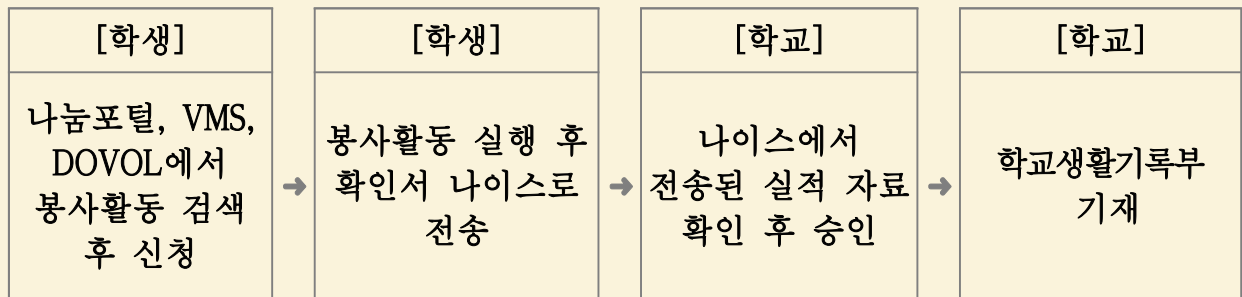 [학생]
나눔포털, VMS,
DOVOL에서
봉사활동 검색
후 신청
➜
[학생]
봉사활동 실행 후
확인서 나이스로
전송
➜
[학교]
나이스에서
전송된 실적 자료
확인 후 승인
➜
[학교]
학교생활기록부
기재